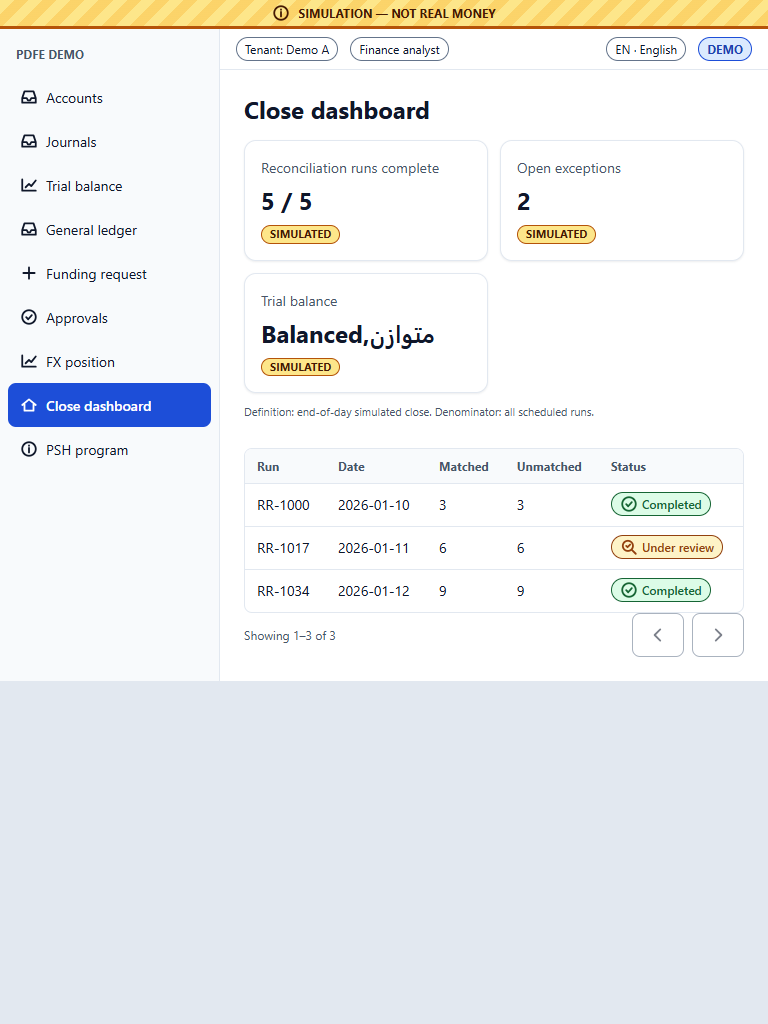 SIMULATION — NOT REAL MONEY
PDFE DEMO
Tenant: Demo A
Finance analyst
EN · English
DEMO
Accounts
Journals
Trial balance
General ledger
Funding request
Approvals
FX position
Close dashboard
PSH program
Close dashboard
Reconciliation runs complete
5 / 5
SIMULATED
Open exceptions
2
SIMULATED
Trial balance
Balanced,متوازن
SIMULATED
Definition: end-of-day simulated close. Denominator: all scheduled runs.
Run Date Matched Unmatched Status
RR-1000 2026-01-10 3 3 Completed
RR-1017 2026-01-11 6 6 Under review
RR-1034 2026-01-12 9 9 Completed
Showing 1–3 of 3